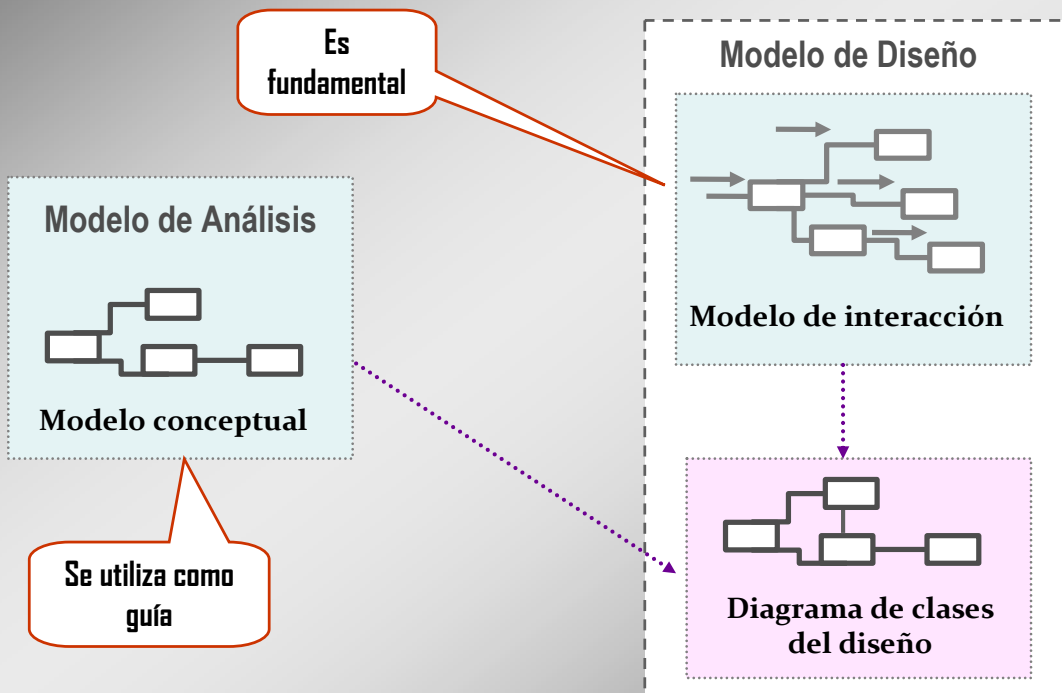 Es
fundamental
Modelo de Diseño
Modelo de interacción
Modelo de Análisis
Modelo conceptual
Se utiliza como
guía
Diagrama de clases
del diseño